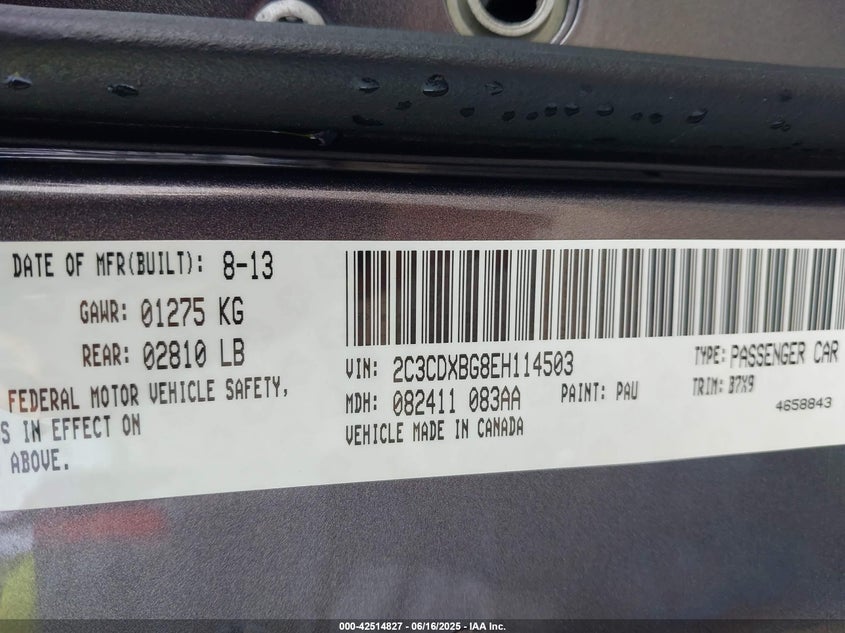 DATE OF MFR(BUILT): 8-13
GAWR: 01275 KG
REAR: 02810 LB
FEDERAL MOTOR VEHICLE SAFETY,
S IN EFFECT ON
ABOVE.
VIN: 2C3CDXBG8EH114503
TYPE: PASSENGER CAR
MDH: 082411 083AA
PAINT: PAU
TRIM: B7X9
VEHICLE MADE IN CANADA
4658843
000-42514827 - 06/16/2025 - IAA Inc.